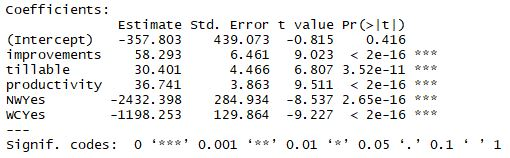 Coefficients:
Estimate Std. Error t value Pr(>|t|)
(Intercept) -357.803 439.073 -0.815 0.416
improvements 58.293 6.461 9.023 < 2e-16 ***
tillable 30.401 4.466 6.807 3.52e-11 ***
productivity 36.741 3.863 9.511 < 2e-16 ***
NWYes -2432.398 284.934 -8.537 2.65e-16 ***
WCYes -1198.253 129.864 -9.227 < 2e-16 ***
---
Signif. codes: 0 ‘***’ 0.001 ‘**’ 0.01 ‘*’ 0.05 ‘.’ 0.1 ‘ ’ 1